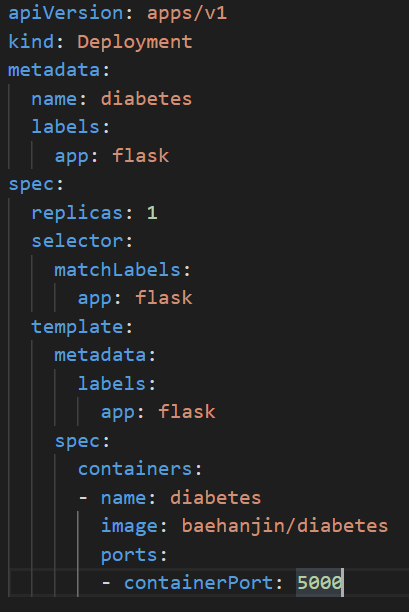 apiVersion: apps/v1
kind: Deployment
metadata:
  name: diabetes
  labels:
    app: flask
spec:
  replicas: 1
  selector:
    matchLabels:
      app: flask
  template:
    metadata:
      labels:
        app: flask
    spec:
      containers:
      - name: diabetes
        image: baehanjin/diabetes
        ports:
        - containerPort: 5000